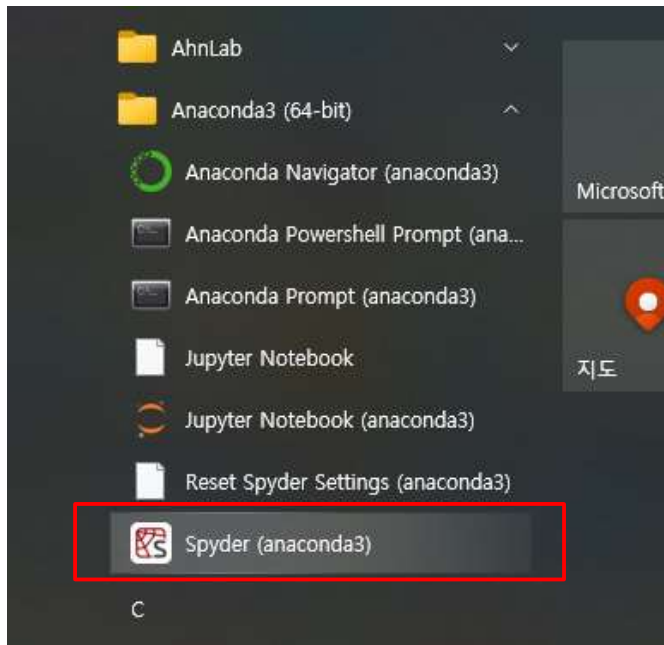 AhnLab
Anaconda3 (64-bit)
Anaconda Navigator (anaconda3)
Microsoft
Anaconda Powershell Prompt (ana...
Anaconda Prompt (anaconda3)
Jupyter Notebook
지도
Jupyter Notebook (anaconda3)
Reset Spyder Settings (anaconda3)
Spyder (anaconda3)
C